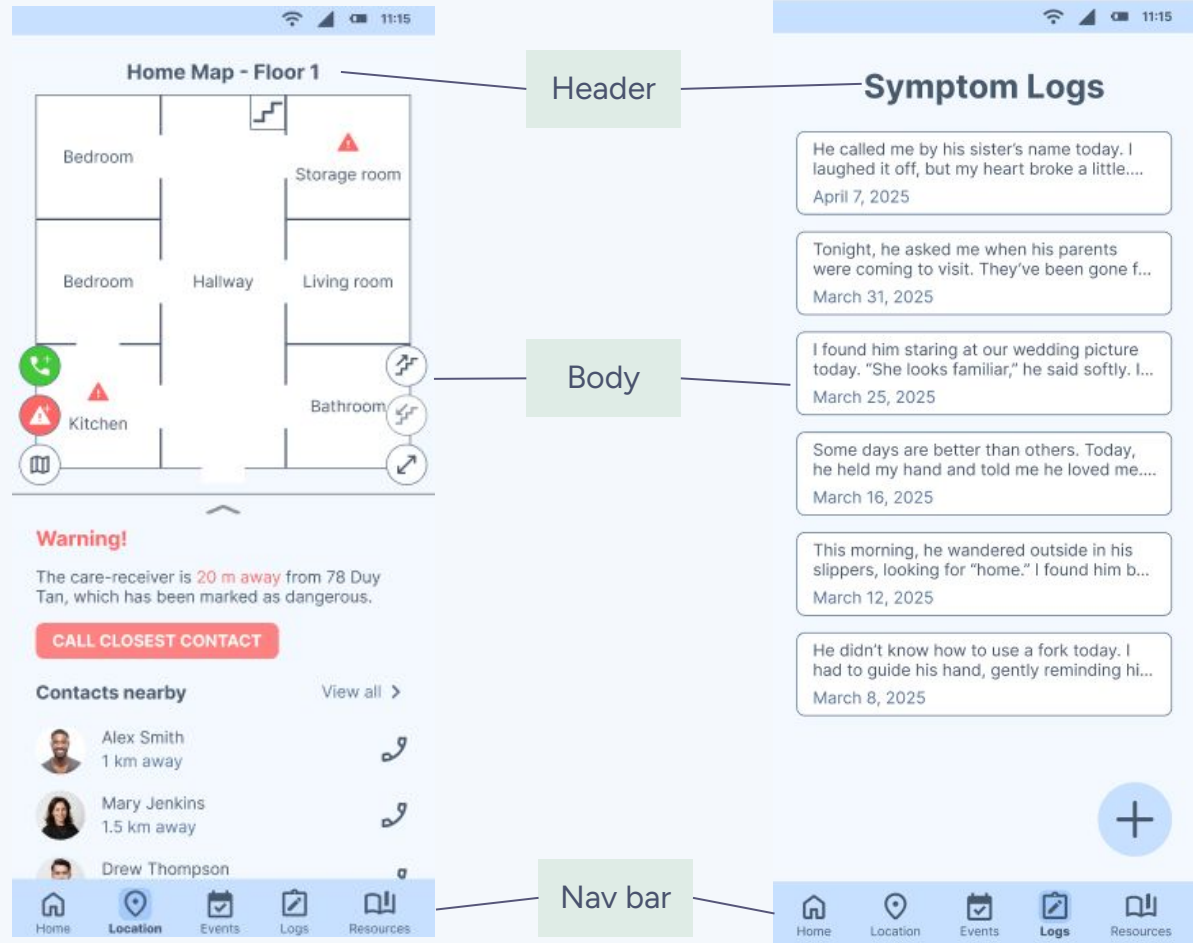 11:15
Home Map - Floor 1
Bedroom
Storage room
Bedroom
Hallway
Living room
Kitchen
Bathroom
Warning!
The care-receiver is 20 m away from 78 Duy
Tan, which has been marked as dangerous.
CALL CLOSEST CONTACT
Contacts nearby
View all
Alex Smith
1 km away
Mary Jenkins
1.5 km away
Drew Thompson
Home
Location
Events
Logs
Resources
Header
Body
Nav bar
11:15
Symptom Logs
He called me by his sister’s name today. I
laughed it off, but my heart broke a little....
April 7, 2025
Tonight, he asked me when his parents
were coming to visit. They’ve been gone f...
March 31, 2025
I found him staring at our wedding picture
today. “She looks familiar,” he said softly. I...
March 25, 2025
Some days are better than others. Today,
he held my hand and told me he loved me....
March 16, 2025
This morning, he wandered outside in his
slippers, looking for “home.” I found him b...
March 12, 2025
He didn’t know how to use a fork today. I
had to guide his hand, gently reminding hi...
March 8, 2025
Home
Location
Events
Logs
Resources